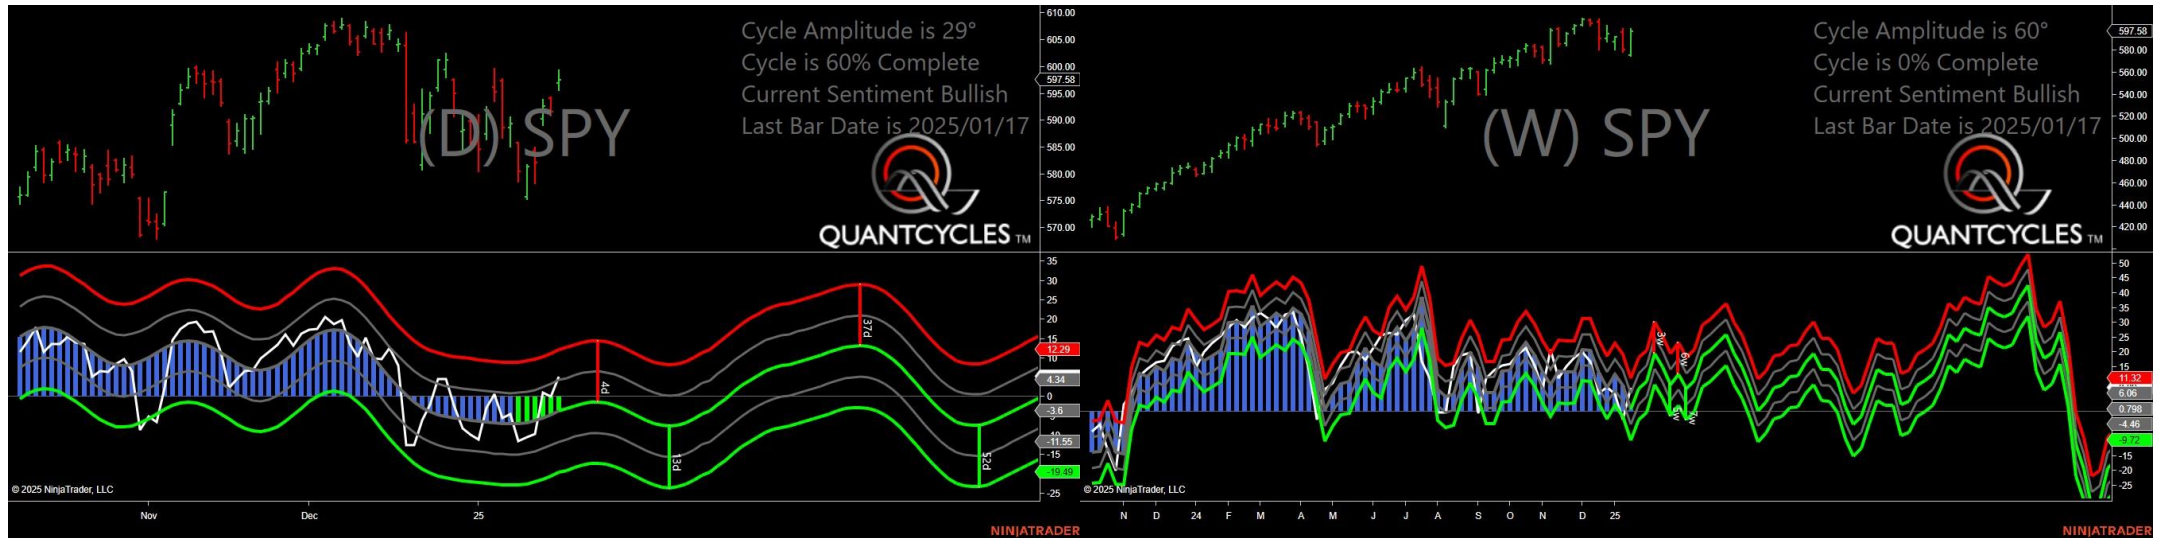 Cycle Amplitude is 29°
Cycle is 60% Complete
Current Sentiment Bullish
Last Bar Date is 2025/01/17
(D) SPY
QUANTCYCLES TM
610.00
605.00
600.00
597.58
595.00
590.00
585.00
580.00
575.00
570.00
35
30
25
20
15
12.29
10
4.34
0
-3.6
-11.55
-15
-19.49
-25
4d
13d
37d
52d
© 2025 NinjaTrader, LLC
Nov
Dec
25
NINJATRADER
Cycle Amplitude is 60°
Cycle is 0% Complete
Current Sentiment Bullish
Last Bar Date is 2025/01/17
(W) SPY
QUANTCYCLES TM
597.58
580.00
560.00
540.00
520.00
500.00
480.00
460.00
440.00
420.00
50
45
40
35
30
25
20
15
11.32
6.06
0.798
-4.46
-9.72
-15
-20
-25
3w
6w
© 2025 NinjaTrader, LLC
N D 24 F M A M J J A S O N D 25
NINJATRADER